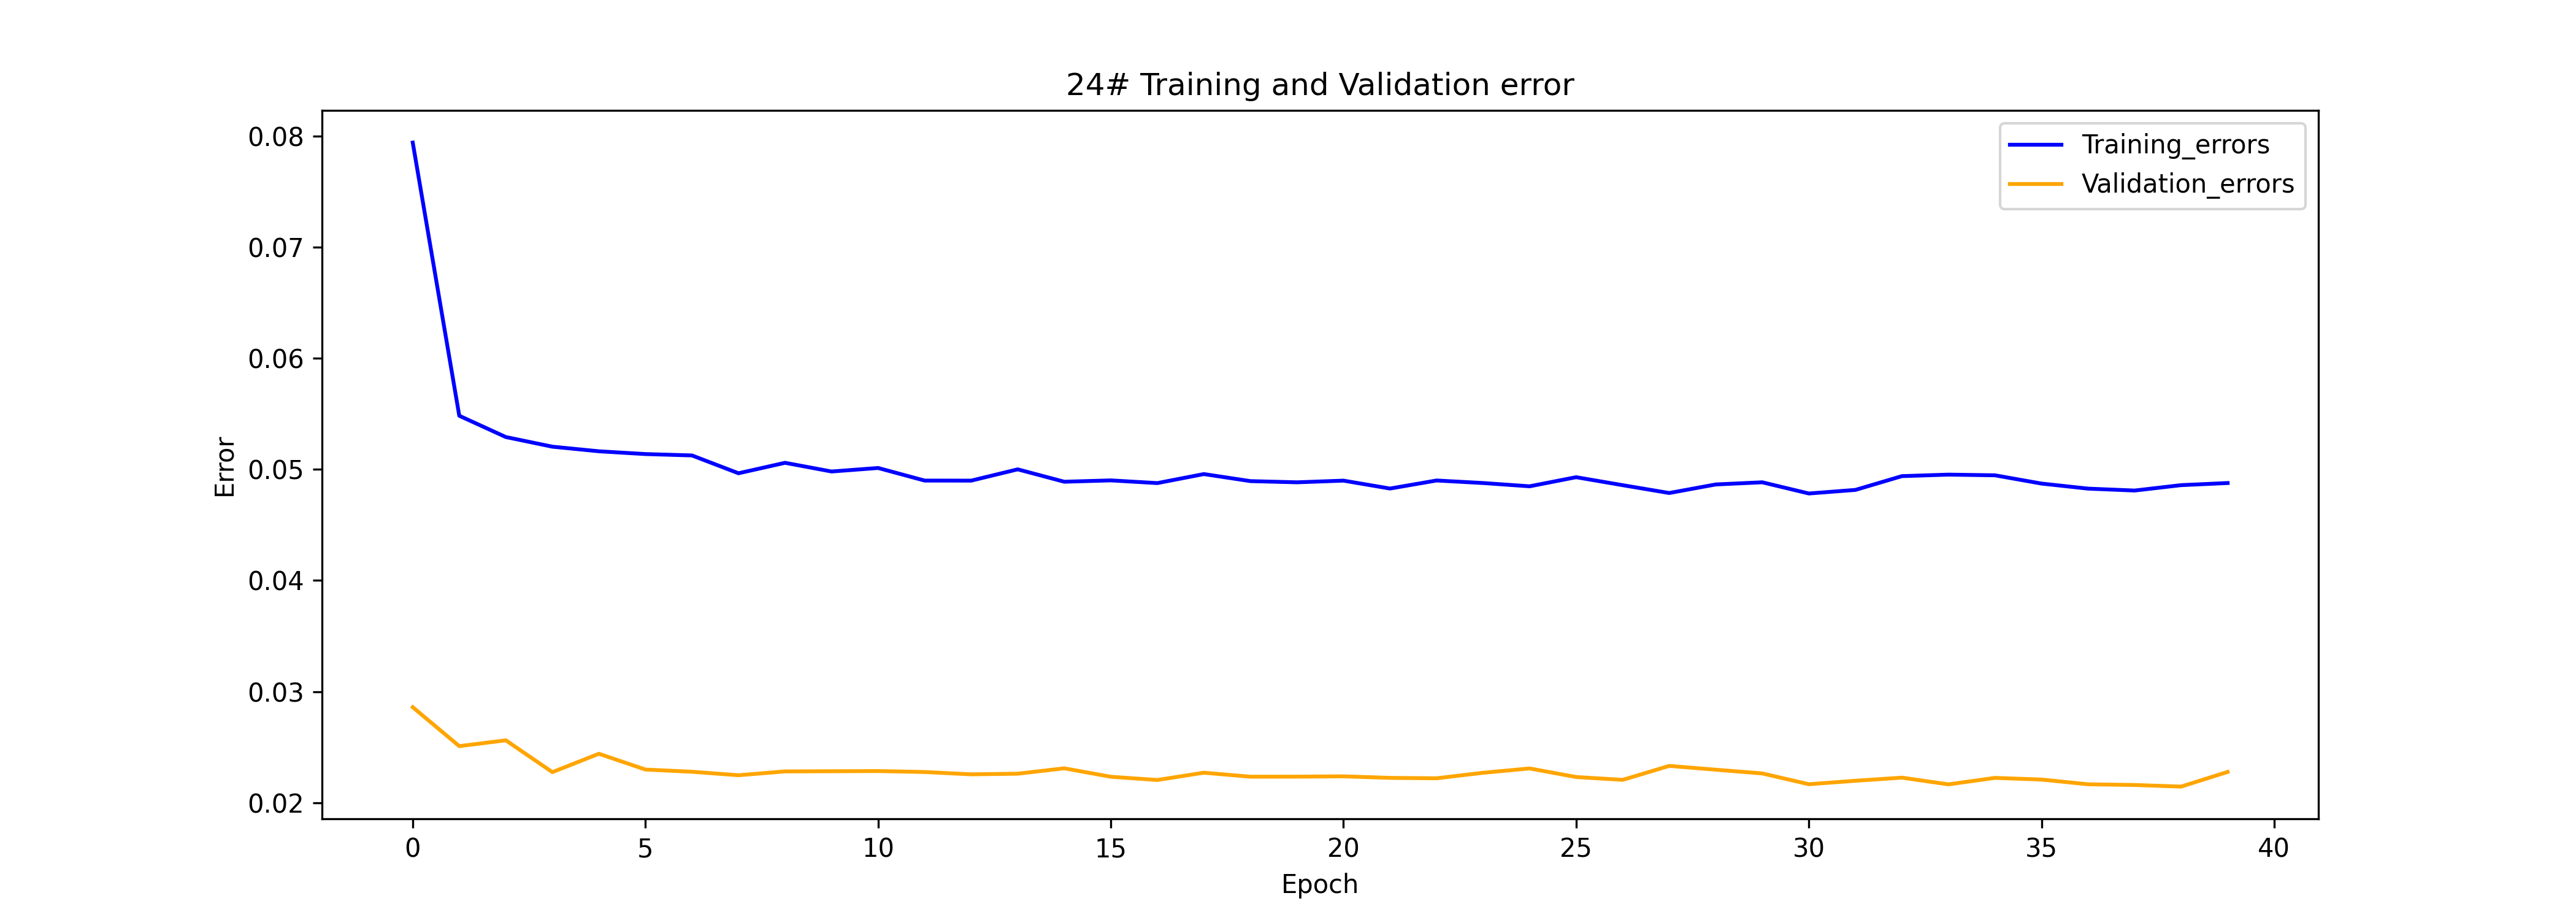 24# Training and Validation error
Training_errors
Validation_errors
0.08
0.07
0.06
0.05
0.04
0.03
0.02
Error
0 5 10 15 20 25 30 35 40
Epoch